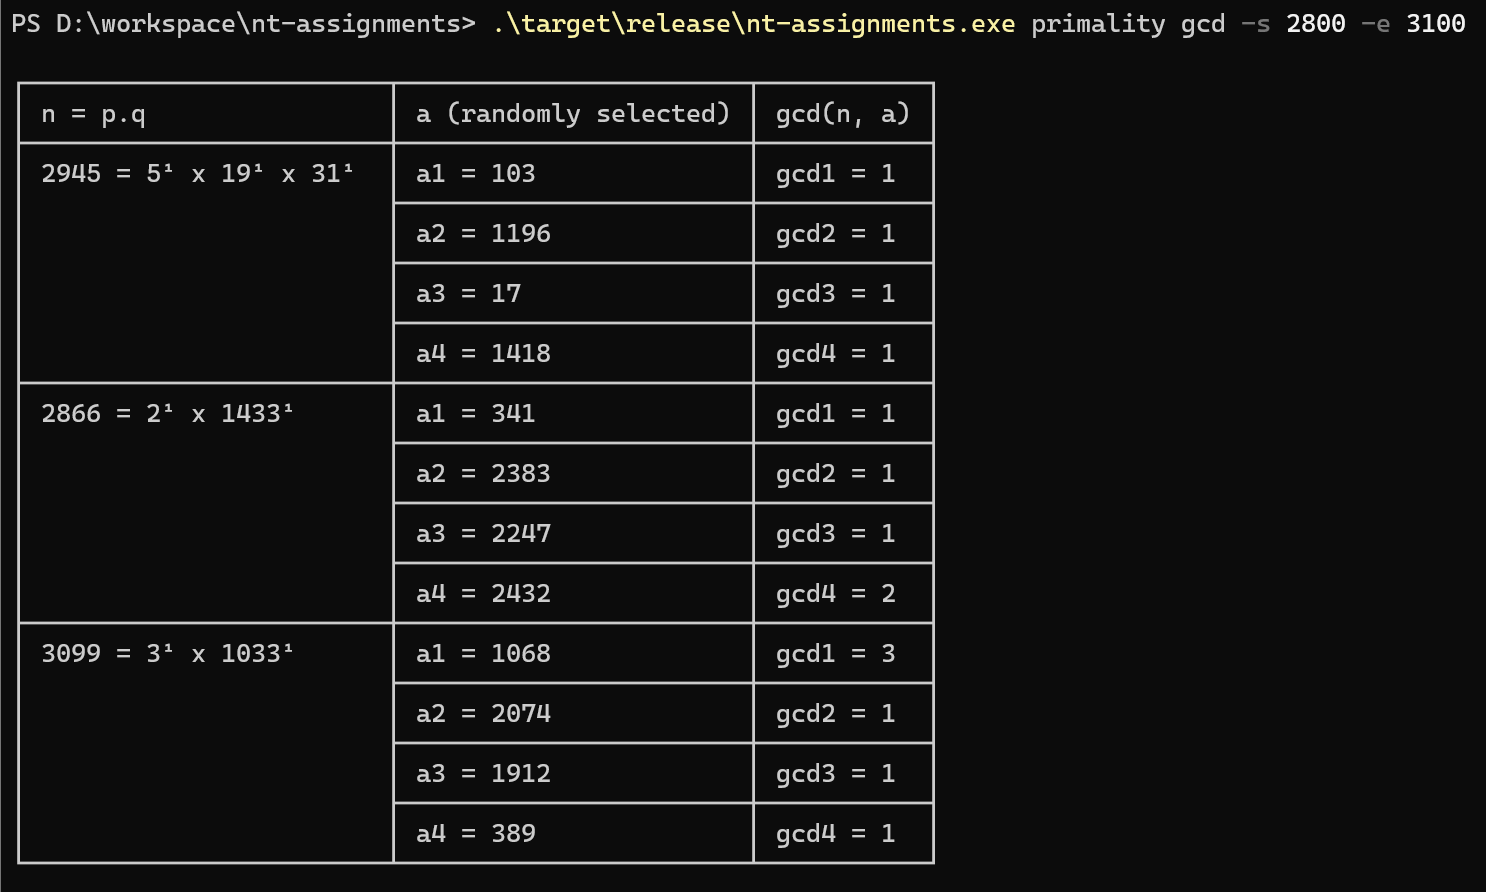 PS D:\workspace\nt-assignments> .\target\release\nt-assignments.exe primality gcd -s 2800 -e 3100
n = p.q a (randomly selected) gcd(n, a)
2945 = 5¹ x 19¹ x 31¹ a1 = 103 gcd1 = 1
a2 = 1196 gcd2 = 1
a3 = 17 gcd3 = 1
a4 = 1418 gcd4 = 1
2866 = 2¹ x 1433¹ a1 = 341 gcd1 = 1
a2 = 2383 gcd2 = 1
a3 = 2247 gcd3 = 1
a4 = 2432 gcd4 = 2
3099 = 3¹ x 1033¹ a1 = 1068 gcd1 = 3
a2 = 2074 gcd2 = 1
a3 = 1912 gcd3 = 1
a4 = 389 gcd4 = 1